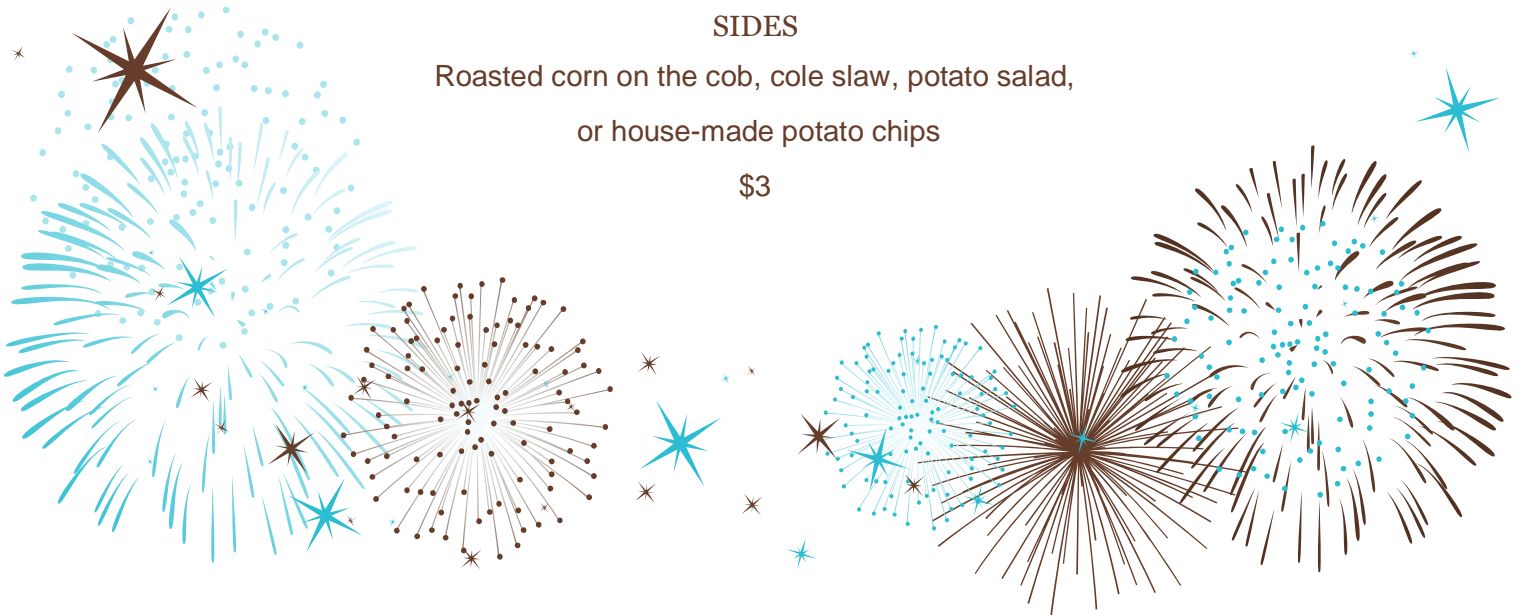 SIDES
Roasted corn on the cob, cole slaw, potato salad,
or house-made potato chips
$3